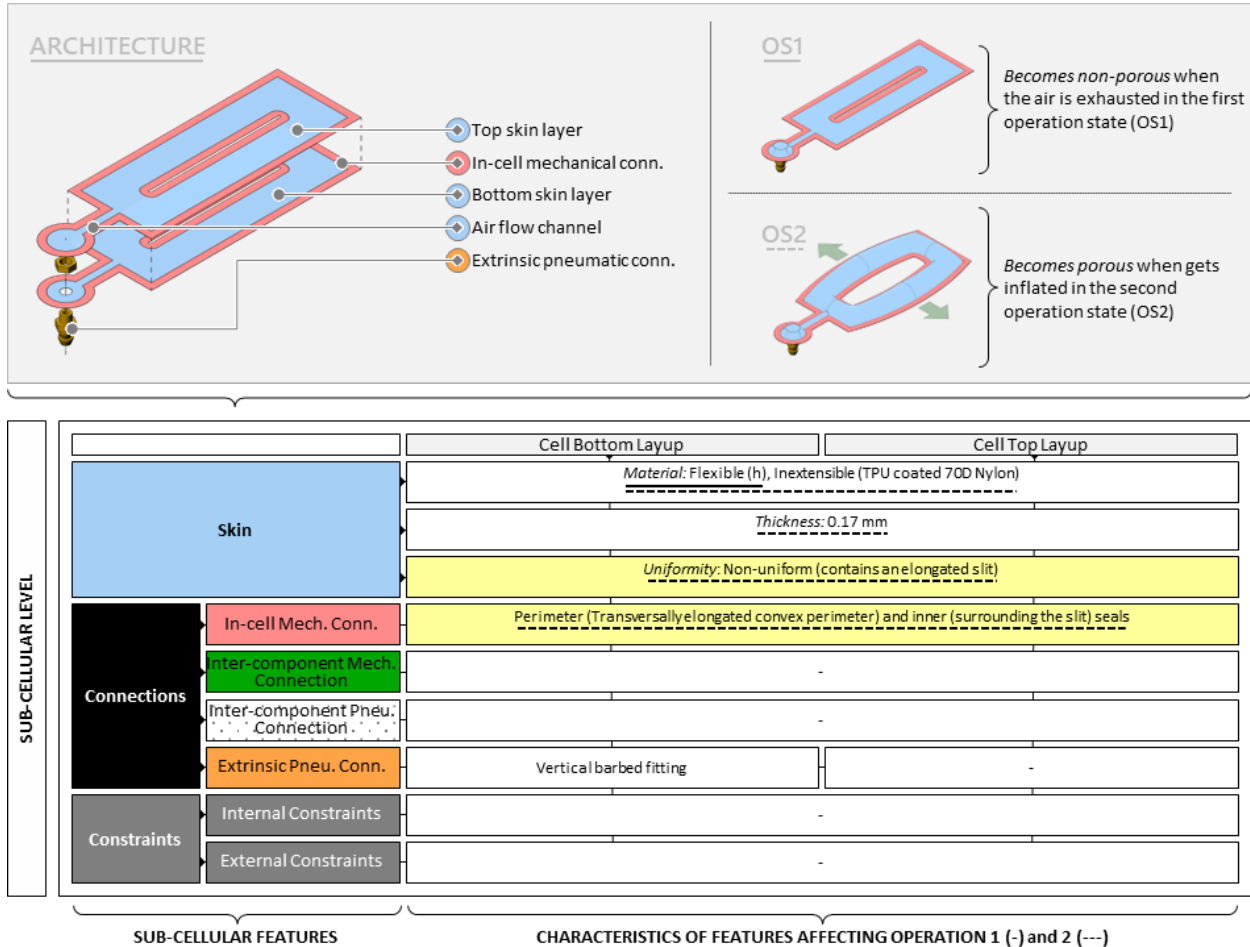 ARCHITECTURE
Top skin layer
In-cell mechanical conn.
Bottom skin layer
Air flow channel
Extrinsic pneumatic conn.
OS1
Becomes non-porous when
the air is exhausted in the first
operation state (OS1)
OS2
Becomes porous when gets
inflated in the second
operation state (OS2)
SUB-CELLULAR LEVEL
Cell Bottom Layup
Cell Top Layup
Skin
Material: Flexible (h), Inextensible (TPU coated 70D Nylon)
Thickness: 0.17 mm
Uniformity: Non-uniform (contains an elongated slit)
Connections
In-cell Mech. Conn.
Perimeter (Transversally elongated convex perimeter) and inner (surrounding the slit) seals
Inter-component Mech.
Connection
-
Inter-component Pneu.
Connection
-
Extrinsic Pneu. Conn.
Vertical barbed fitting
-
Constraints
Internal Constraints
-
External Constraints
-
SUB-CELLULAR FEATURES
CHARACTERISTICS OF FEATURES AFFECTING OPERATION 1 (-) and 2 (---)